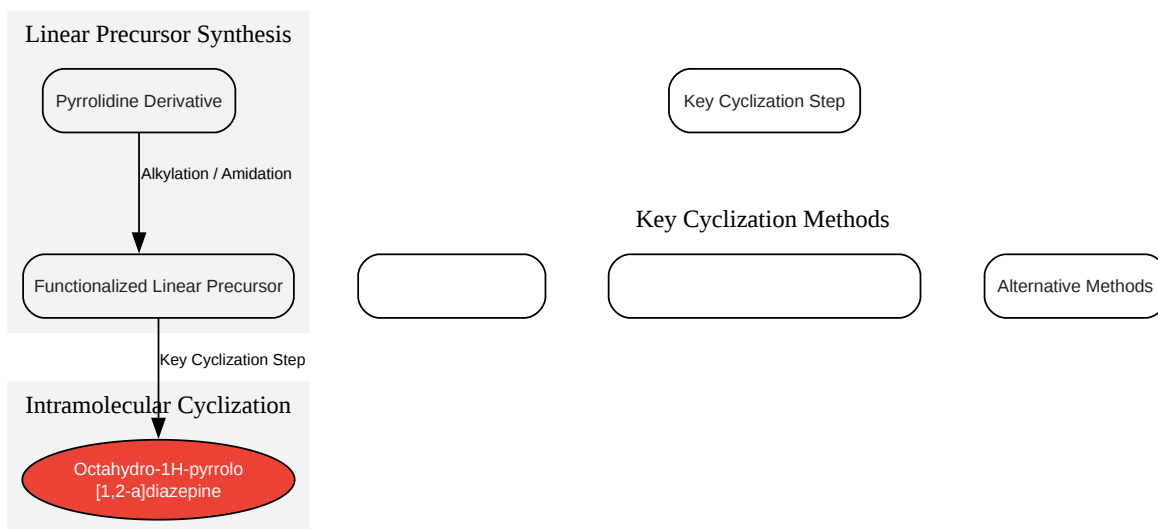 Linear Precursor Synthesis
Pyrrolidine Derivative
Key Cyclization Step
Alkylation / Amidation
Key Cyclization Methods
Functionalized Linear Precursor
Alternative Methods
Key Cyclization Step
Intramolecular Cyclization
Octahydro-1H-pyrrolo
[1,2-a]diazepine